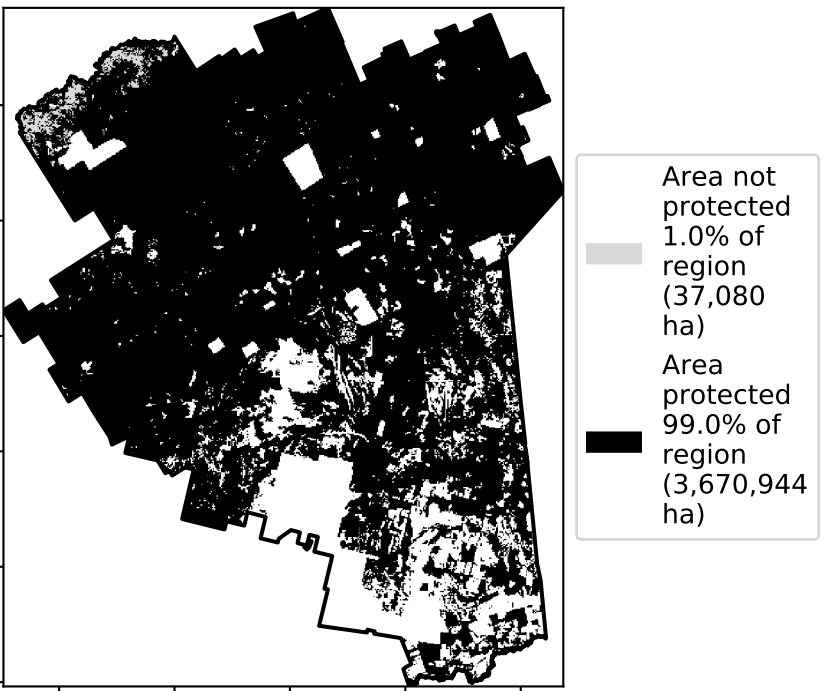 Area not
protected
1.0% of
region
(37,080
ha)
Area
protected
99.0% of
region
(3,670,944
ha)